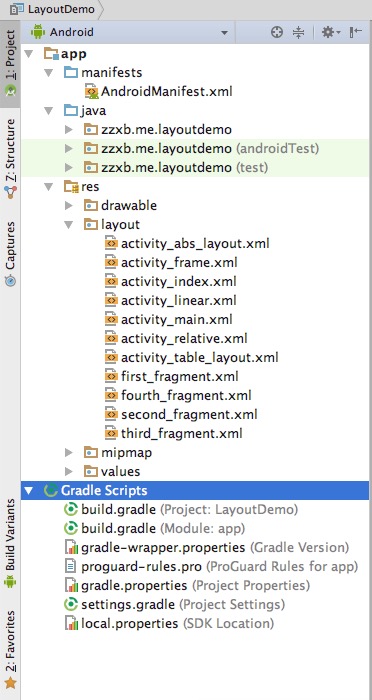 LayoutDemo
Android
1: Project
Z: Structure
Captures
Build Variants
2: Favorites
app
manifests
AndroidManifest.xml
java
zzxb.me.layoutdemo
zzxb.me.layoutdemo (androidTest)
zzxb.me.layoutdemo (test)
res
drawable
layout
activity_abs_layout.xml
activity_frame.xml
activity_index.xml
activity_linear.xml
activity_main.xml
activity_relative.xml
activity_table_layout.xml
first_fragment.xml
fourth_fragment.xml
second_fragment.xml
third_fragment.xml
mipmap
values
Gradle Scripts
build.gradle (Project: LayoutDemo)
build.gradle (Module: app)
gradle-wrapper.properties (Gradle Version)
proguard-rules.pro (ProGuard Rules for app)
gradle.properties (Project Properties)
settings.gradle (Project Settings)
local.properties (SDK Location)